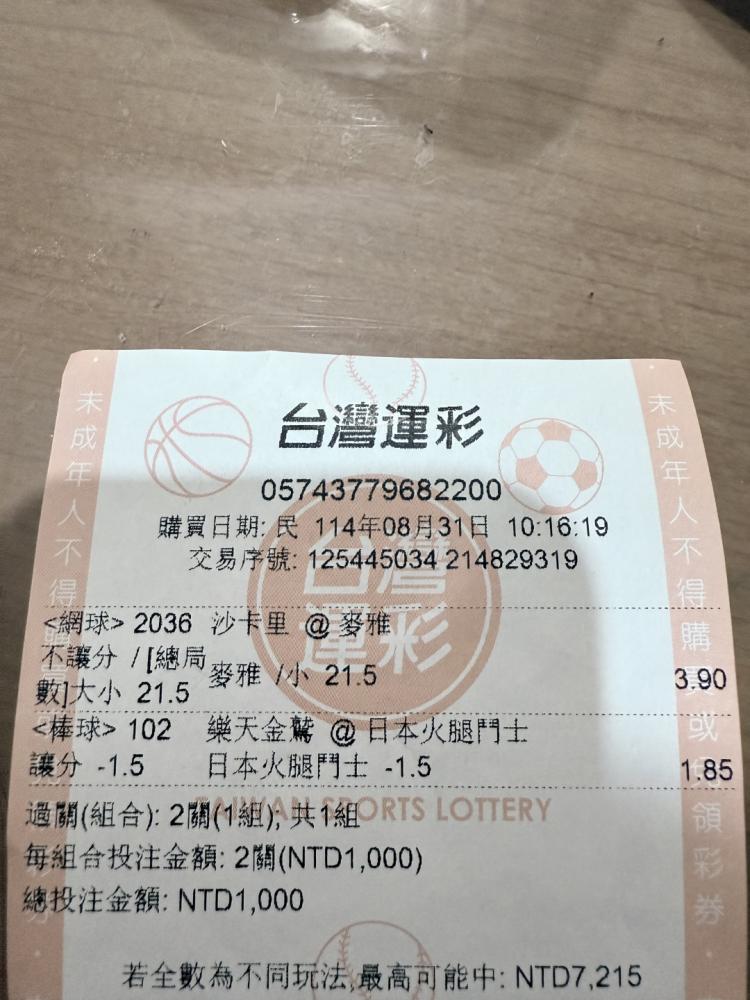 台灣運彩
05743779682200
購買日期: 民 114年08月31日 10:16:19
交易序號: 125445034 214829319
<網球> 2036 沙卡里 @ 麥雅
不讓分 / [總局數]大小 21.5 麥雅 /小 21.5 3.90
<棒球> 102 樂天金鷲 @ 日本火腿鬥士
讓分 -1.5 日本火腿鬥士 -1.5 1.85
過關(組合): 2關(1組); 共1組
TAIWAN SPORTS LOTTERY
每組合投注金額: 2關(NTD1,000)
總投注金額: NTD1,000
若全數為不同玩法,最高可能中: NTD7,215
未成年人不得購
未成年人不得購買或兌領彩券
台灣運彩